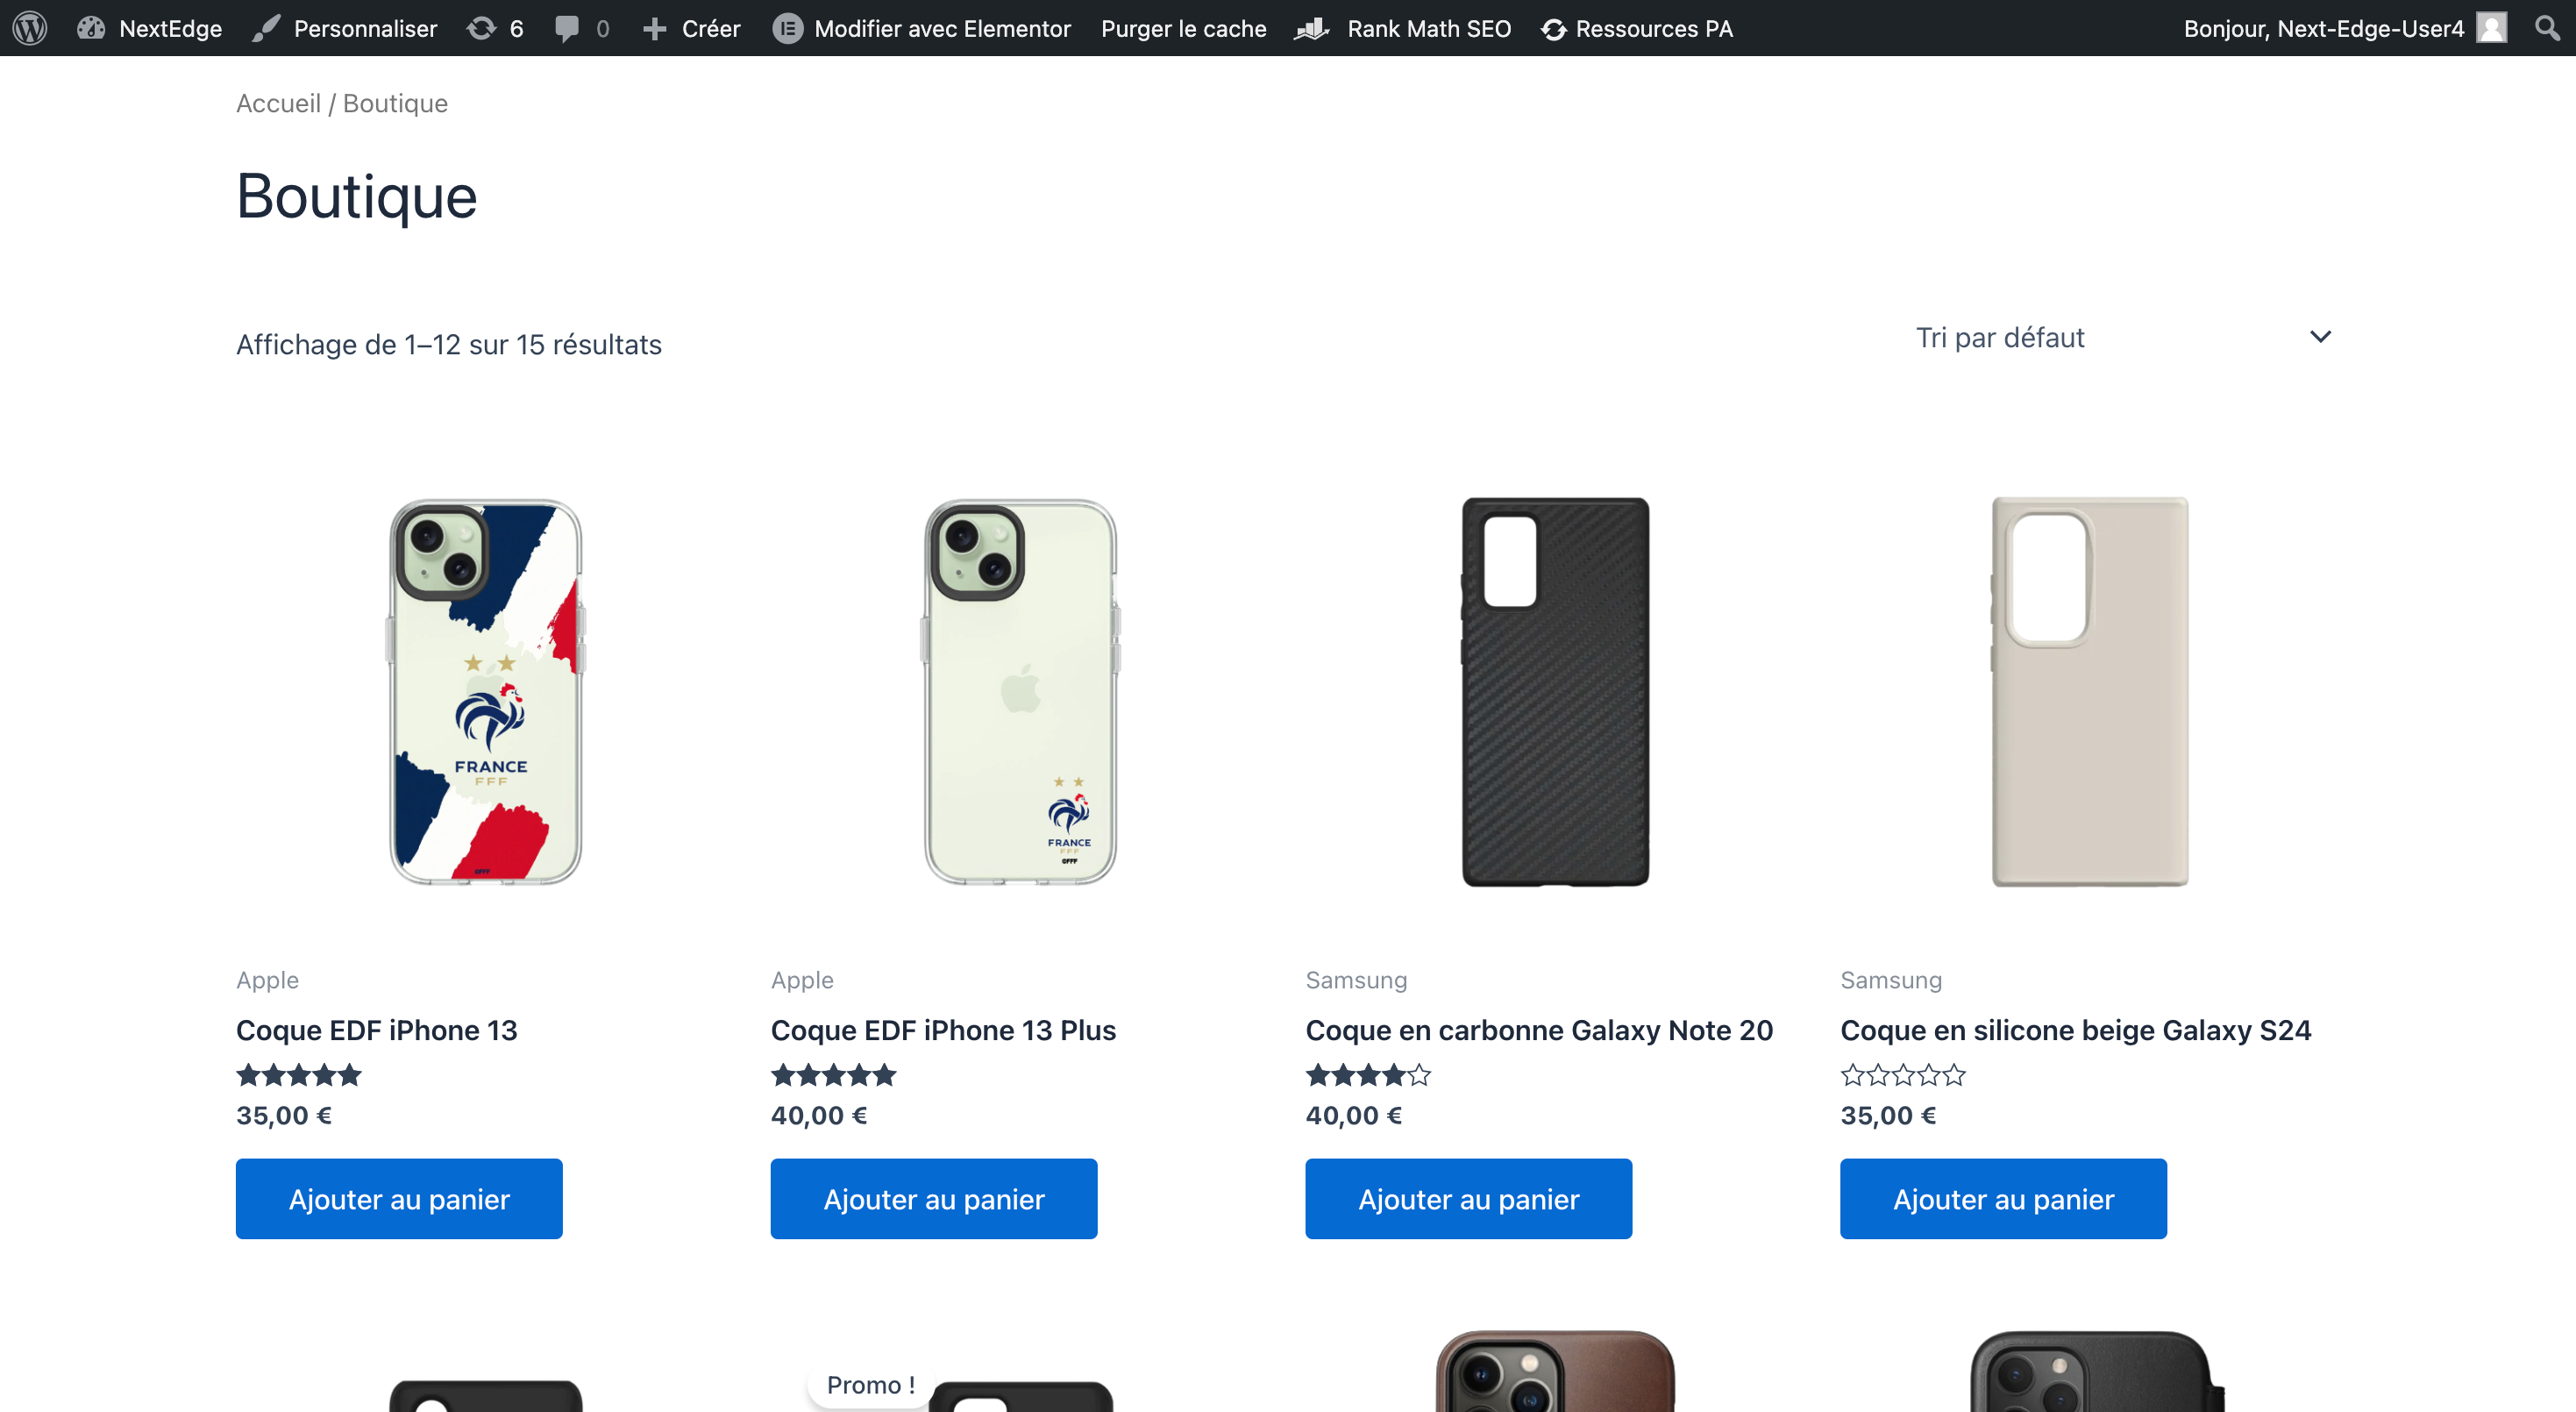 NextEdge Personnaliser 6 0 Créer Modifier avec Elementor Purger le cache Rank Math SEO Ressources PA Bonjour, Next-Edge-User4
Accueil / Boutique
Boutique
Affichage de 1–12 sur 15 résultats
Tri par défaut
FRANCE
FFF
FRANCE
FFF
Apple
Coque EDF iPhone 13
35,00 €
Ajouter au panier
Apple
Coque EDF iPhone 13 Plus
40,00 €
Ajouter au panier
Samsung
Coque en carbonne Galaxy Note 20
40,00 €
Ajouter au panier
Samsung
Coque en silicone beige Galaxy S24
35,00 €
Ajouter au panier
Promo !